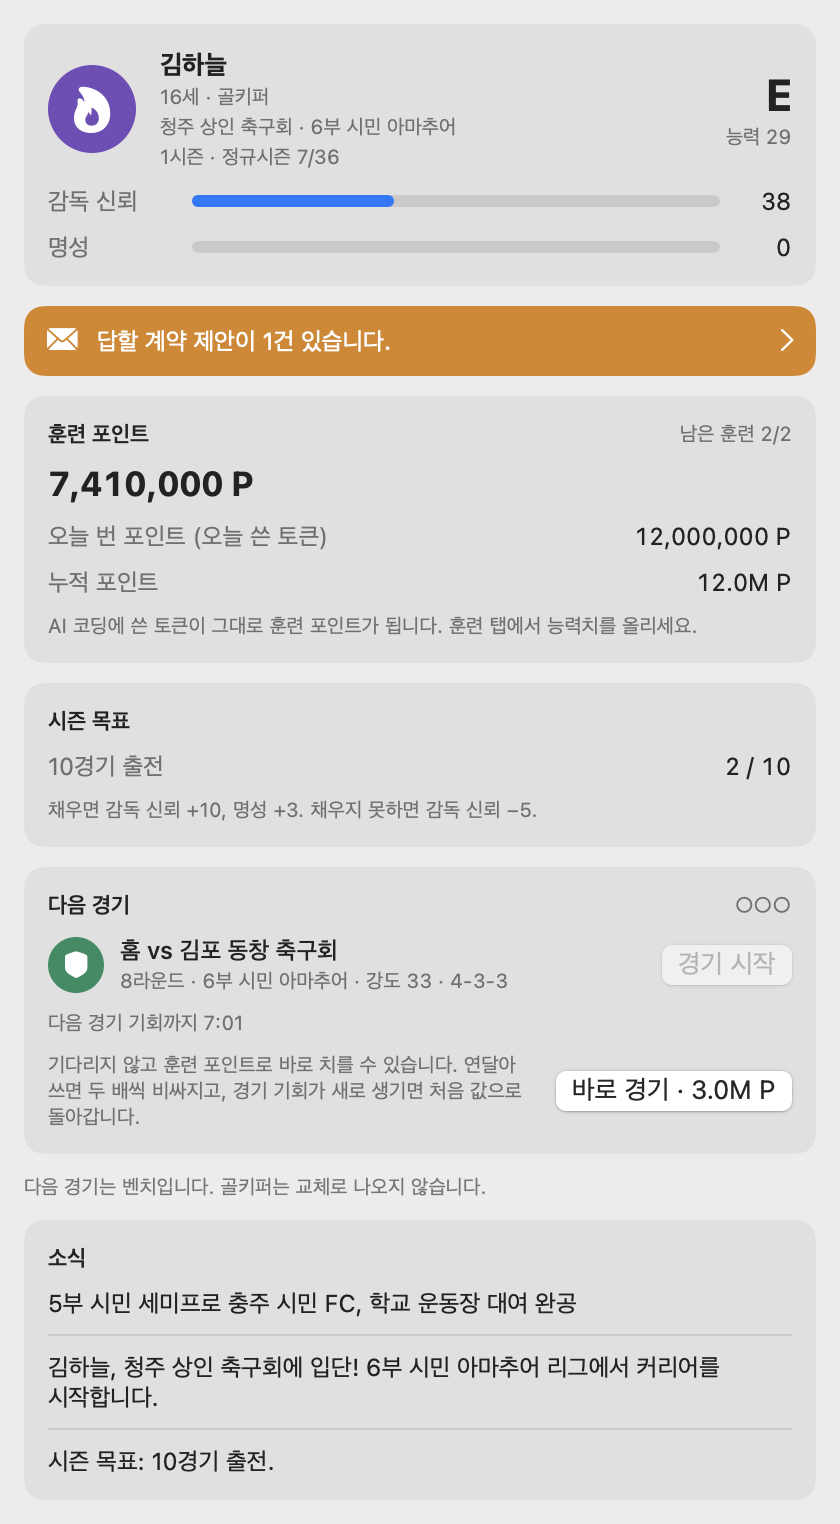 김하늘
16세 · 골키퍼
청주 상인 축구회 · 6부 시민 아마추어
1시즌 · 정규시즌 7/36
E
능력 29
감독 신뢰 38
명성 0
답할 계약 제안이 1건 있습니다.
훈련 포인트 남은 훈련 2/2
7,410,000 P
오늘 번 포인트 (오늘 쓴 토큰) 12,000,000 P
누적 포인트 12.0M P
AI 코딩에 쓴 토큰이 그대로 훈련 포인트가 됩니다. 훈련 탭에서 능력치를 올리세요.
시즌 목표
10경기 출전 2 / 10
채우면 감독 신뢰 +10, 명성 +3. 채우지 못하면 감독 신뢰 −5.
다음 경기
홈 vs 김포 동창 축구회
8라운드 · 6부 시민 아마추어 · 강도 33 · 4-3-3
경기 시작
다음 경기 기회까지 7:01
기다리지 않고 훈련 포인트로 바로 치를 수 있습니다. 연달아
쓰면 두 배씩 비싸지고, 경기 기회가 새로 생기면 처음 값으로
돌아갑니다.
바로 경기 · 3.0M P
다음 경기는 벤치입니다. 골키퍼는 교체로 나오지 않습니다.
소식
5부 시민 세미프로 충주 시민 FC, 학교 운동장 대여 완공
김하늘, 청주 상인 축구회에 입단! 6부 시민 아마추어 리그에서 커리어를
시작합니다.
시즌 목표: 10경기 출전.